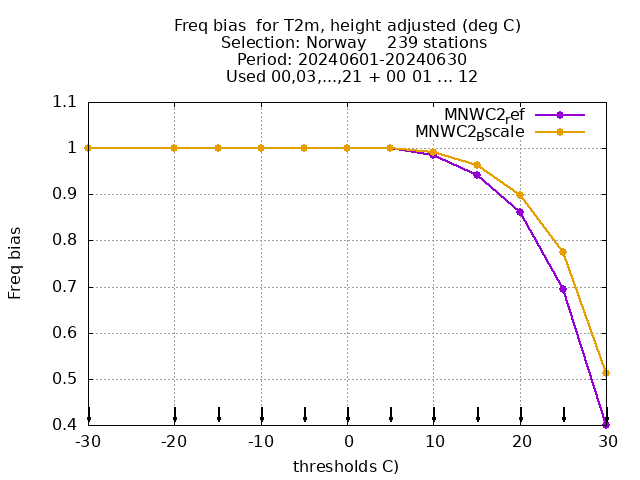 Freq bias  for T2m, height adjusted (deg C)
Selection: Norway    239 stations
Period: 20240601-20240630
Used 00,03,...,21 + 00 01 ... 12
MNWC2ref
MNWC2Bscale
1.1
1
0.9
0.8
0.7
0.6
0.5
0.4
Freq bias
-30 -20 -10 0 10 20 30
thresholds C)